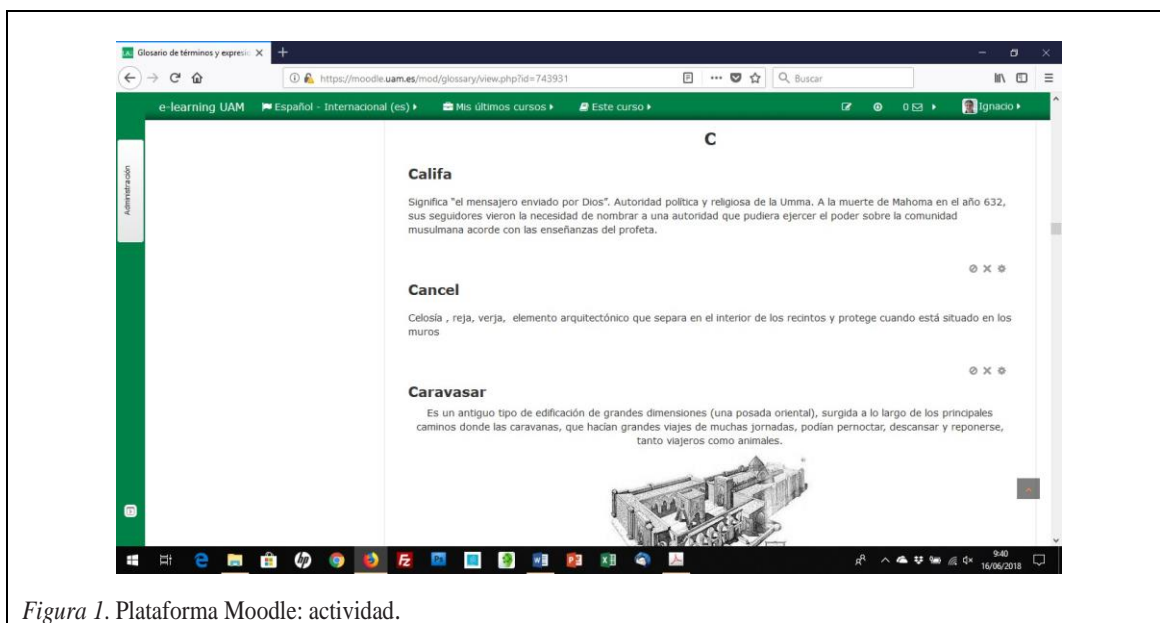 Glosario de términos y expresio
https://moodle.uam.es/mod/glossary/view.php?id=743931
Buscar
e-learning UAM
Español - Internacional (es)
Mis últimos cursos
Este curso
0
Ignacio
Administración
C
Califa
Significa "el mensajero enviado por Dios". Autoridad política y religiosa de la Umma. A la muerte de Mahoma en el año 632,
sus seguidores vieron la necesidad de nombrar a una autoridad que pudiera ejercer el poder sobre la comunidad
musulmana acorde con las enseñanzas del profeta.
Cancel
Celosía , reja, verja, elemento arquitectónico que separa en el interior de los recintos y protege cuando está situado en los
muros
Caravasar
Es un antiguo tipo de edificación de grandes dimensiones (una posada oriental), surgida a lo largo de los principales
caminos donde las caravanas, que hacían grandes viajes de muchas jornadas, podían pernoctar, descansar y reponerse,
tanto viajeros como animales.
9:40
16/06/2018
Figura 1. Plataforma Moodle: actividad.